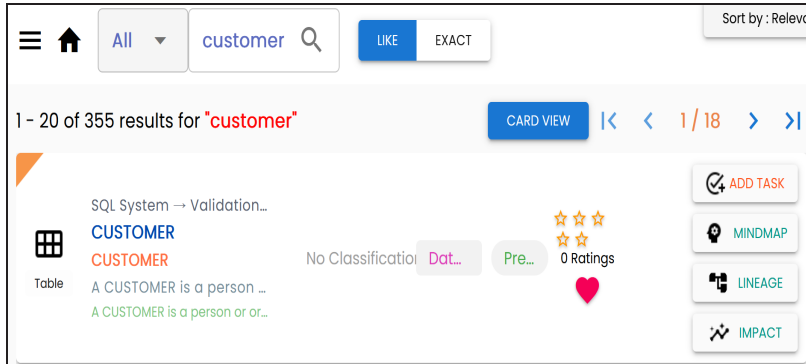 Sort by : Releva
All customer LIKE EXACT
1 - 20 of 355 results for "customer" CARD VIEW 1 / 18
ADD TASK
SQL System → Validation...
CUSTOMER
MINDMAP
CUSTOMER No Classification Dat... Pre... 0 Ratings
Table
A CUSTOMER is a person ...
LINEAGE
A CUSTOMER is a person or or...
IMPACT